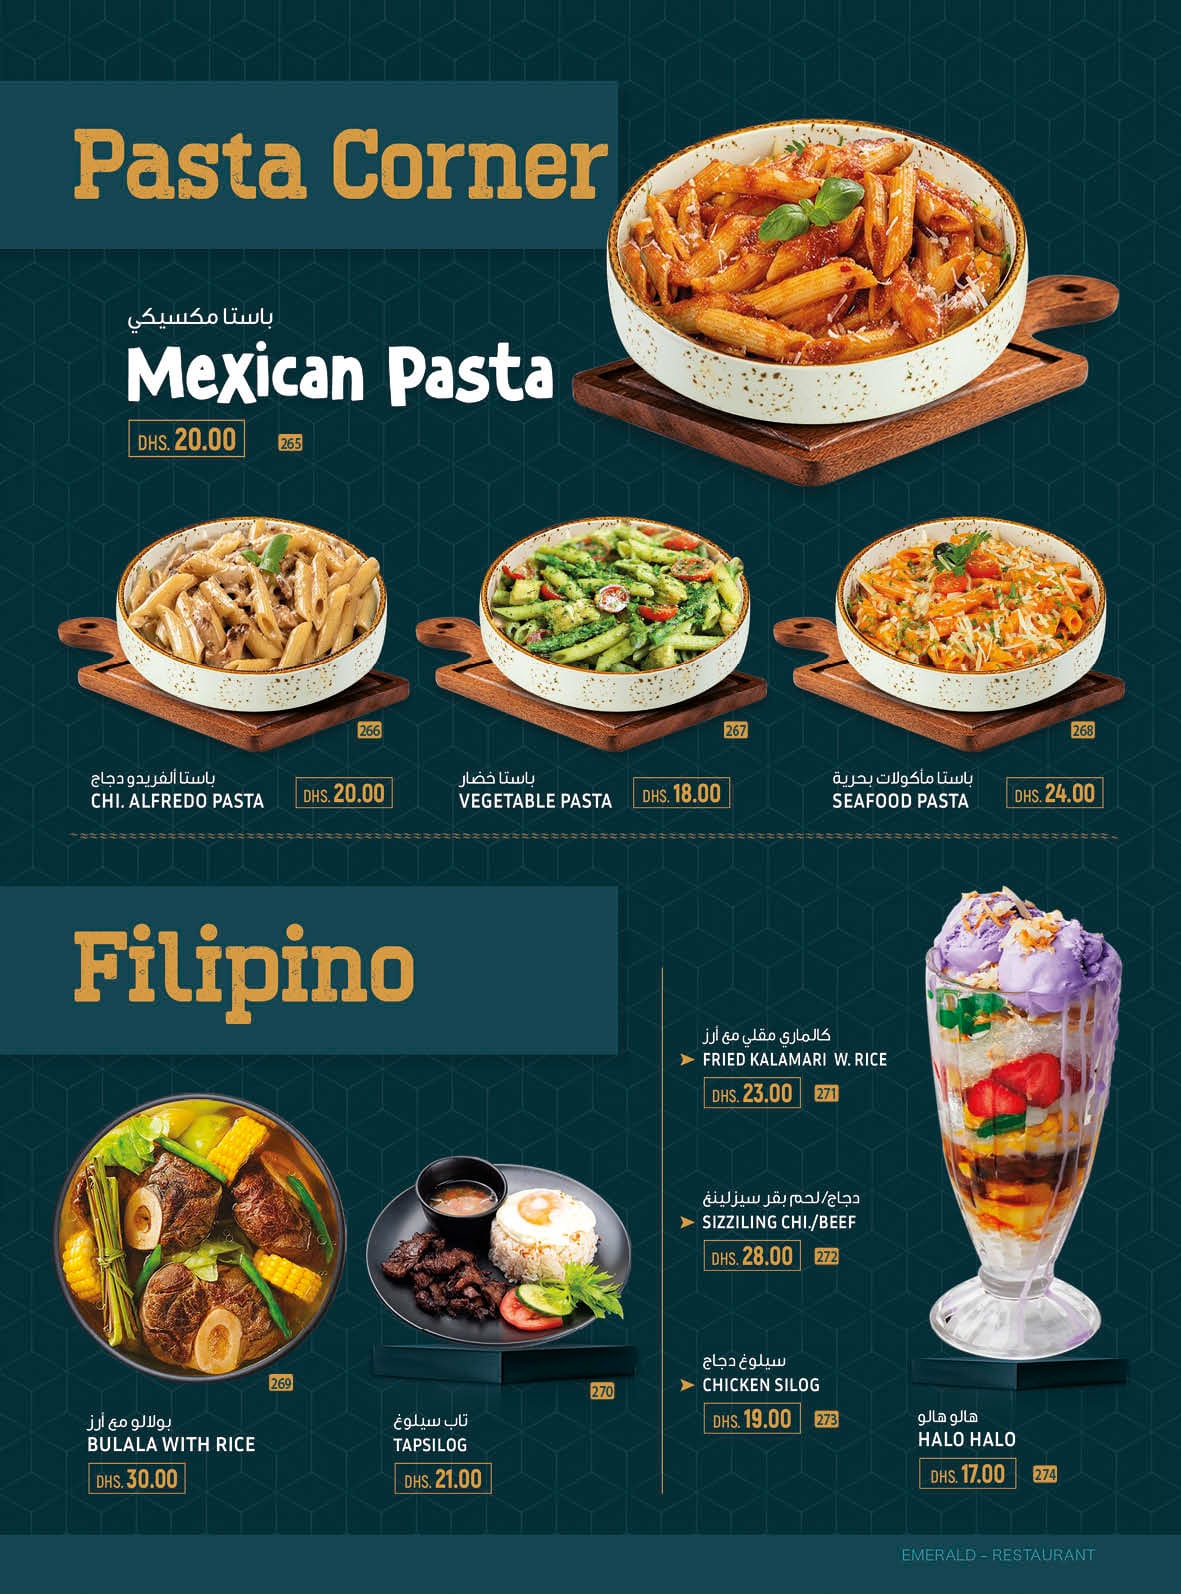 Pasta Corner
باستا مكسيكي
Mexican Pasta
DHS. 20.00
265
266
باستا ألفريدو دجاج
CHI. ALFREDO PASTA
DHS. 20.00
267
باستا خضار
VEGETABLE PASTA
DHS. 18.00
268
باستا مأكولات بحرية
SEAFOOD PASTA
DHS. 24.00
Filipino
269
بولالو مع أرز
BULALA WITH RICE
DHS. 30.00
270
تاب سيلوغ
TAPSILOG
DHS. 21.00
كالماري مقلي مع أرز
FRIED KALAMARI W. RICE
DHS. 23.00
271
دجاج/لحم بقر سيزلينغ
SIZZILING CHI./BEEF
DHS. 28.00
272
سيلوغ دجاج
CHICKEN SILOG
DHS. 19.00
273
هالو هالو
HALO HALO
DHS. 17.00
274
EMERALD – RESTAURANT